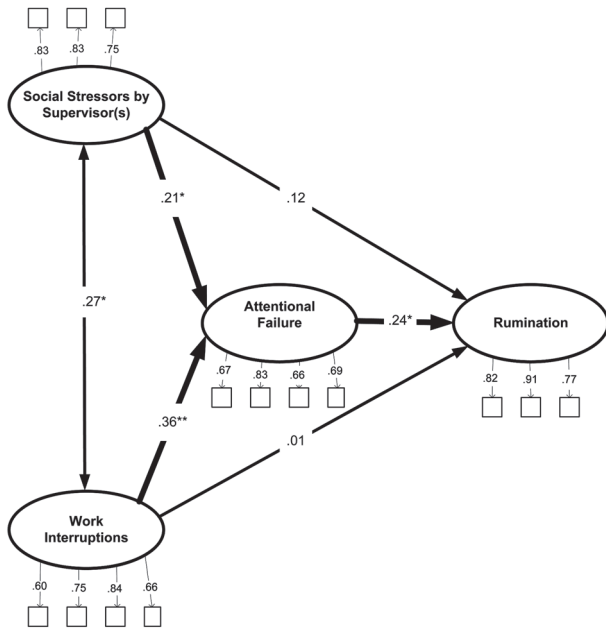 .83 .83 .75
Social Stressors by
Supervisor(s)
.21*
.12
.27*
Attentional
Failure
.24*
Rumination
.67 .83 .66 .69
.82 .91 .77
.36**
.01
Work
Interruptions
.60 .75 .84 .66